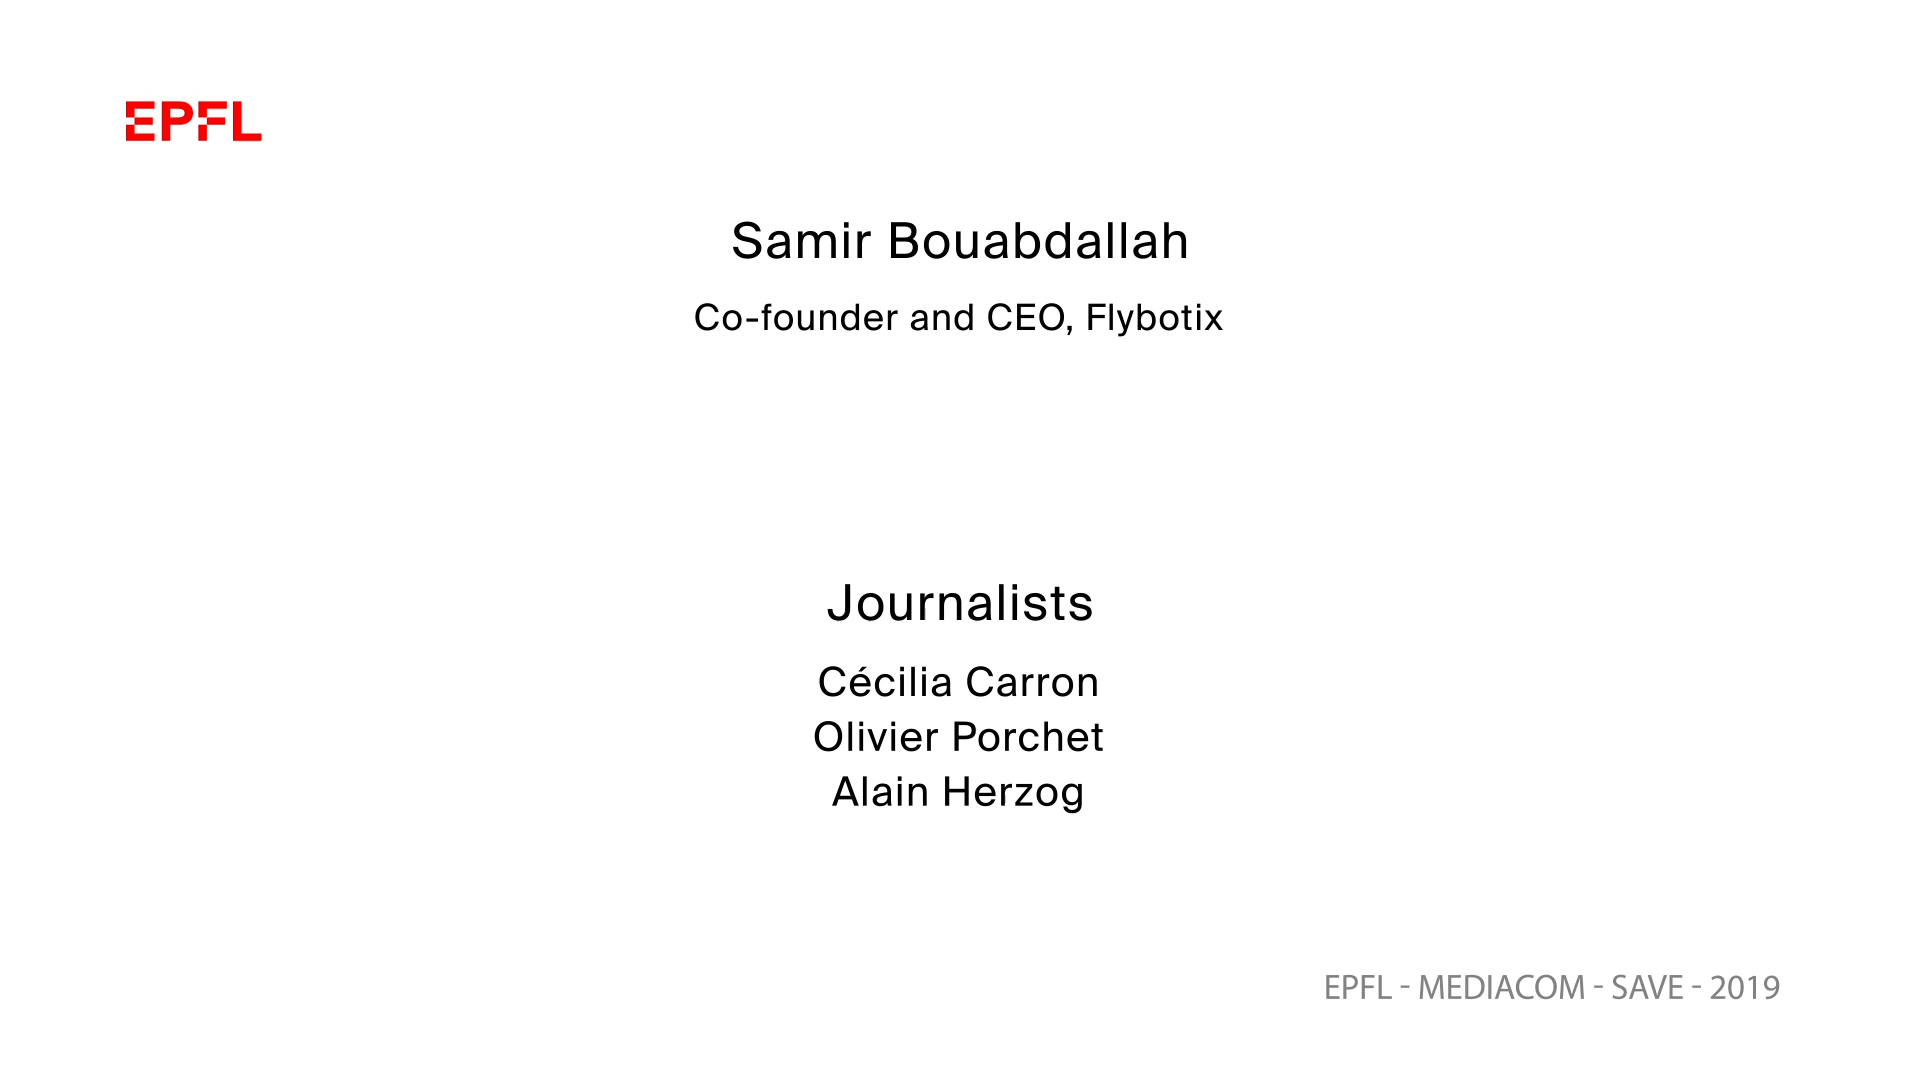 EPFL
Samir Bouabdallah
Co-founder and CEO, Flybotix
Journalists
Cécilia Carron
Olivier Porchet
Alain Herzog
EPFL - MEDIACOM - SAVE - 2019